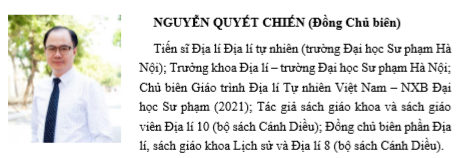 NGUYỄN QUYẾT CHIẾN (Đồng Chủ biên)
Tiến sĩ Địa lí Địa lí tự nhiên (trường Đại học Sư phạm Hà
Nội); Trưởng khoa Địa lí – trường Đại học Sư phạm Hà Nội;
Chủ biên Giáo trình Địa lí Tự nhiên Việt Nam – NXB Đại
học Sư phạm (2021); Tác giả sách giáo khoa và sách giáo
viên Địa lí 10 (bộ sách Cánh Diều); Đồng chủ biên phần Địa
lí, sách giáo khoa Lịch sử và Địa lí 8 (bộ sách Cánh Diều).